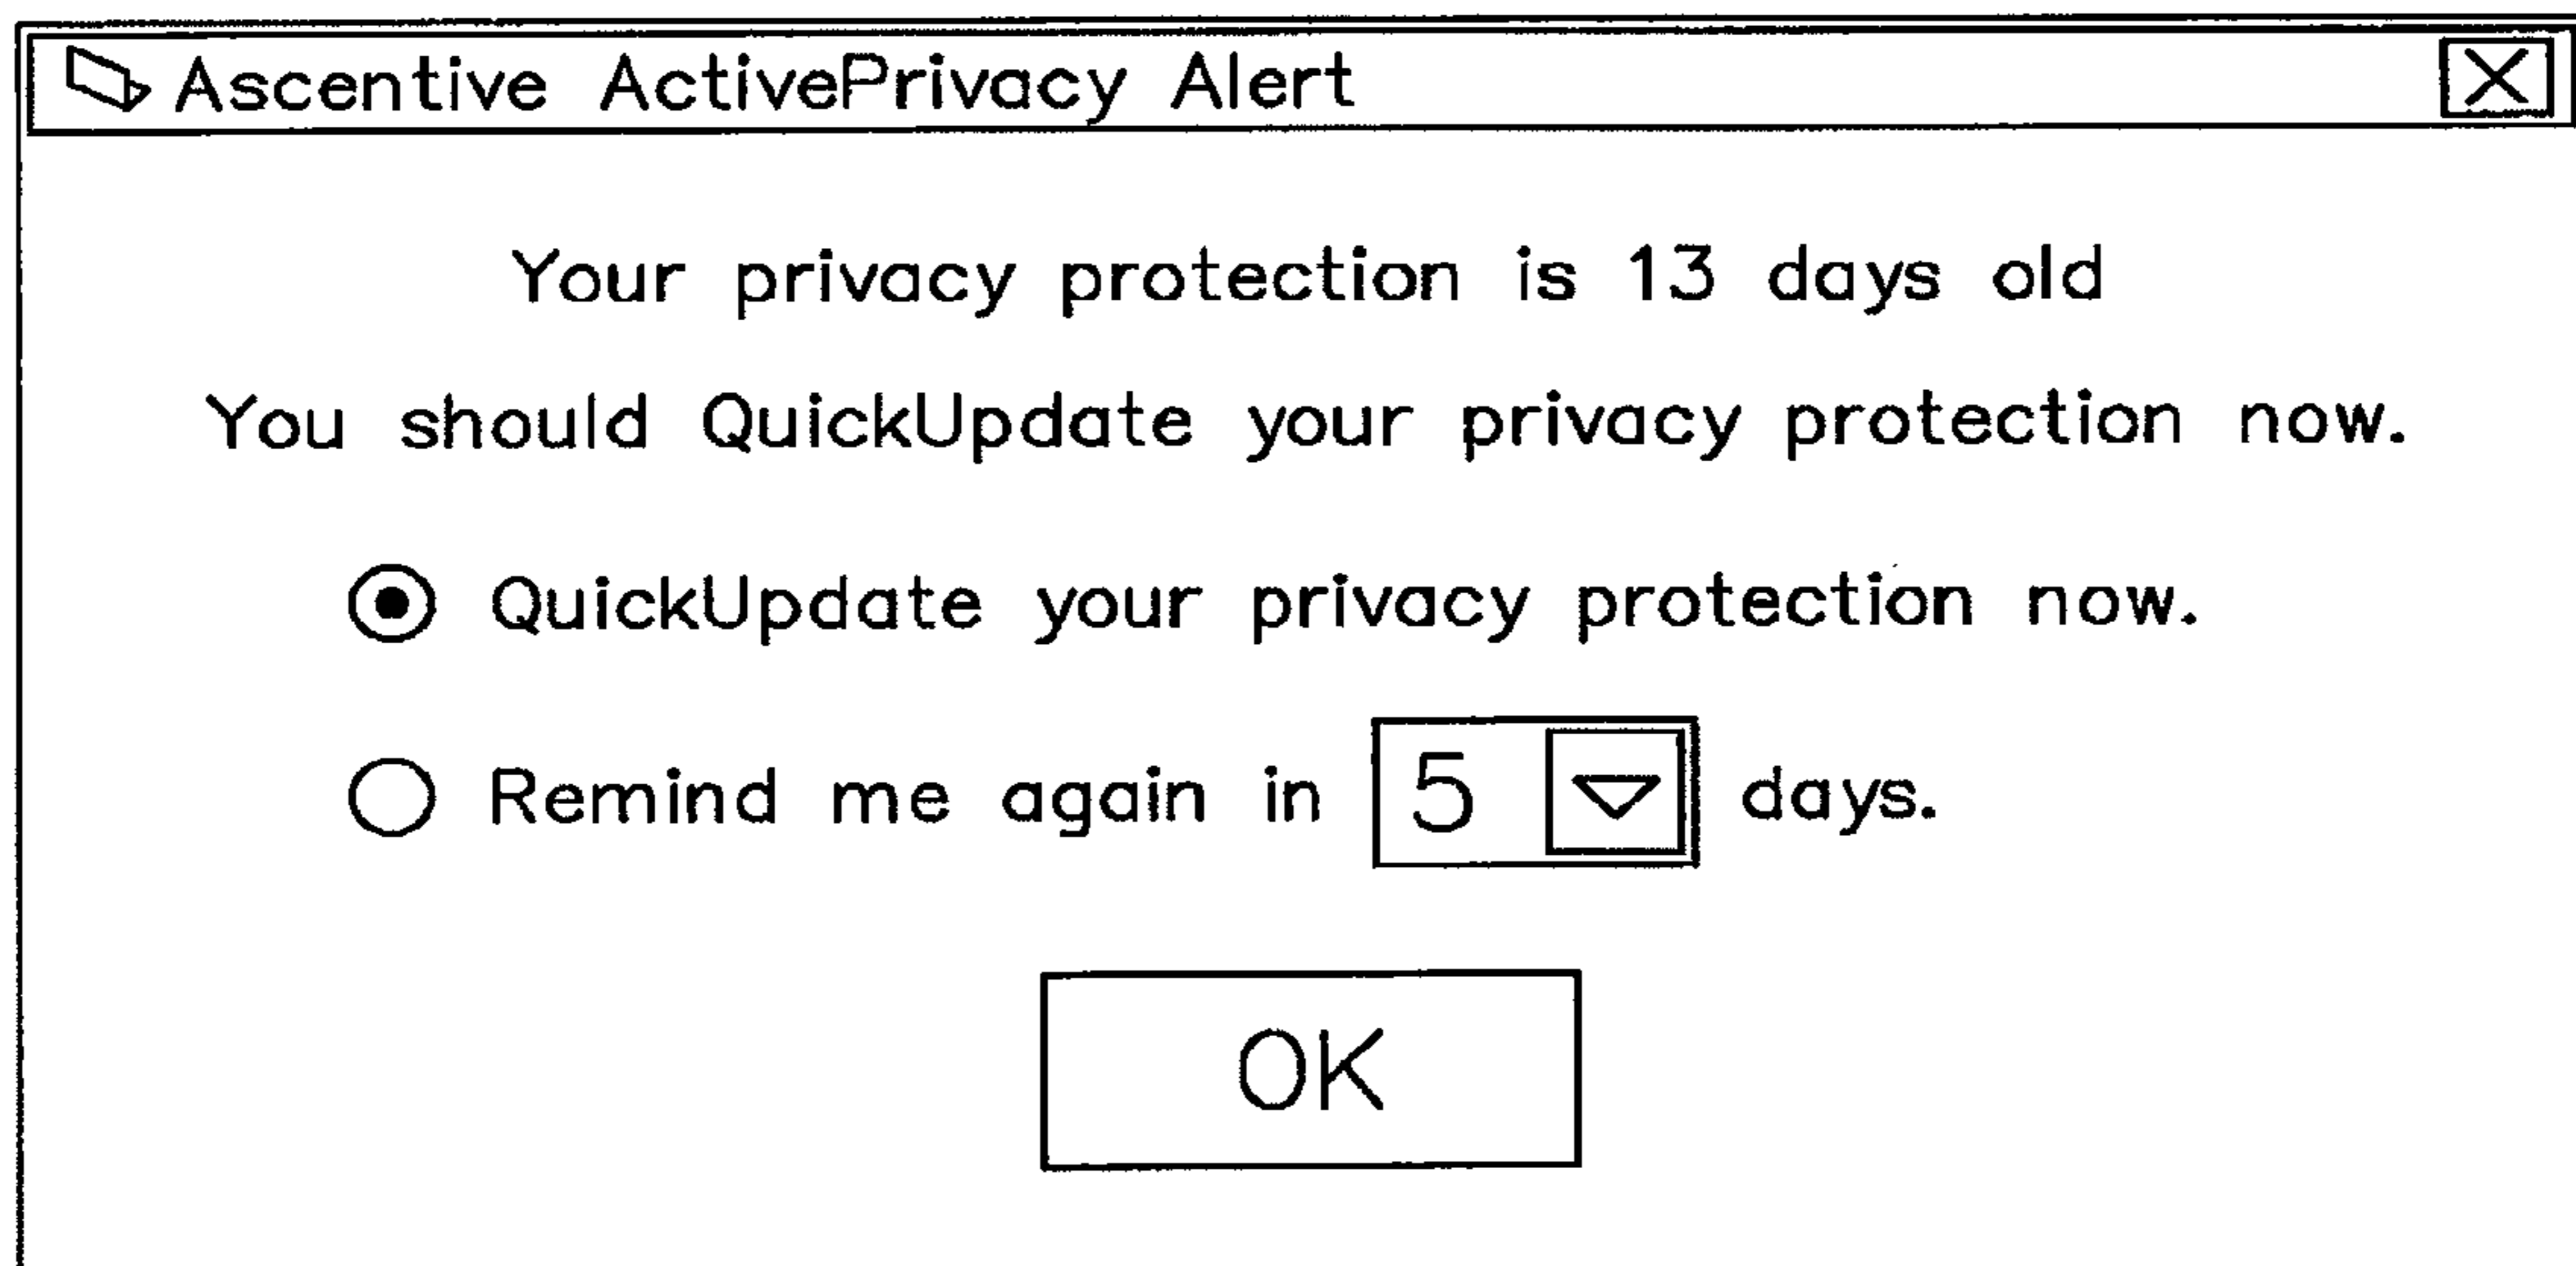 Ascentive ActivePrivacy Alert
Your privacy protection is 13 days old
You should QuickUpdate your privacy protection now.
QuickUpdate your privacy protection now.
Remind me again in 5 days.
OK